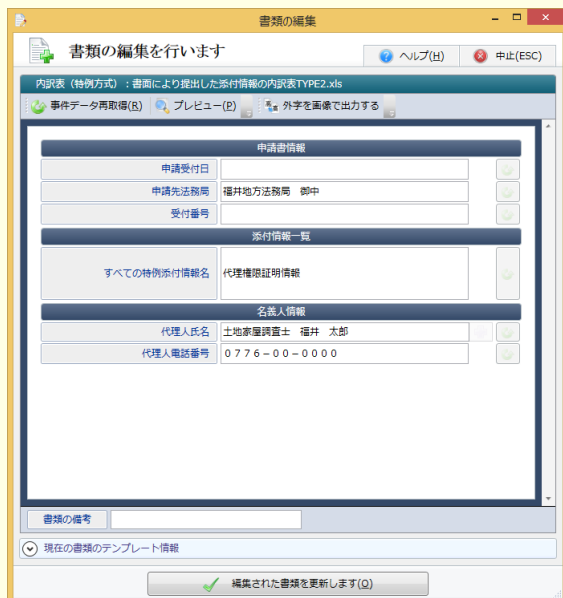 書類の編集
書類の編集を行います
ヘルプ(H)
中止(ESC)
内訳表（特例方式）：書面により提出した添付情報の内訳表TYPE2.xls
事件データ再取得(R)
プレビュー(P)
外字を画像で出力する
申請書情報
申請受付日
申請先法務局 福井地方法務局　御中
受付番号
添付情報一覧
すべての特例添付情報名 代理権限証明情報
名義人情報
代理人氏名 土地家屋調査士　福井　太郎
代理人電話番号 ０７７６－００－００００
書類の備考
現在の書類のテンプレート情報
編集された書類を更新します(O)